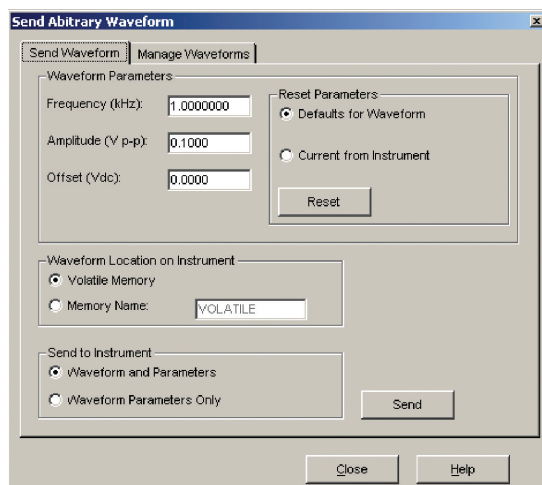 Send Abitrary Waveform
Send Waveform
Manage Waveforms
Waveform Parameters
Frequency (kHz):
1.0000000
Amplitude (V p-p):
0.1000
Offset (Vdc):
0.0000
Reset Parameters
Defaults for Waveform
Current from Instrument
Reset
Waveform Location on Instrument
Volatile Memory
Memory Name:
VOLATILE
Send to Instrument
Waveform and Parameters
Waveform Parameters Only
Send
Close
Help